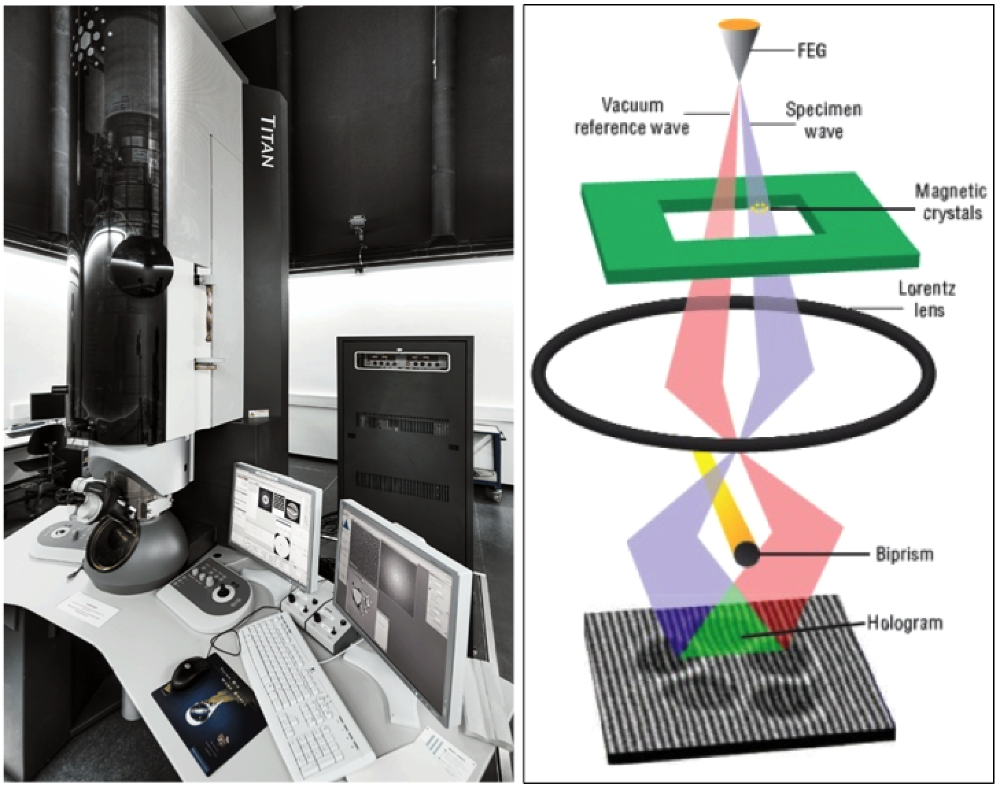 TITAN
FEG
Vacuum
reference wave
Specimen
wave
Magnetic
crystals
Lorentz
lens
Biprism
Hologram